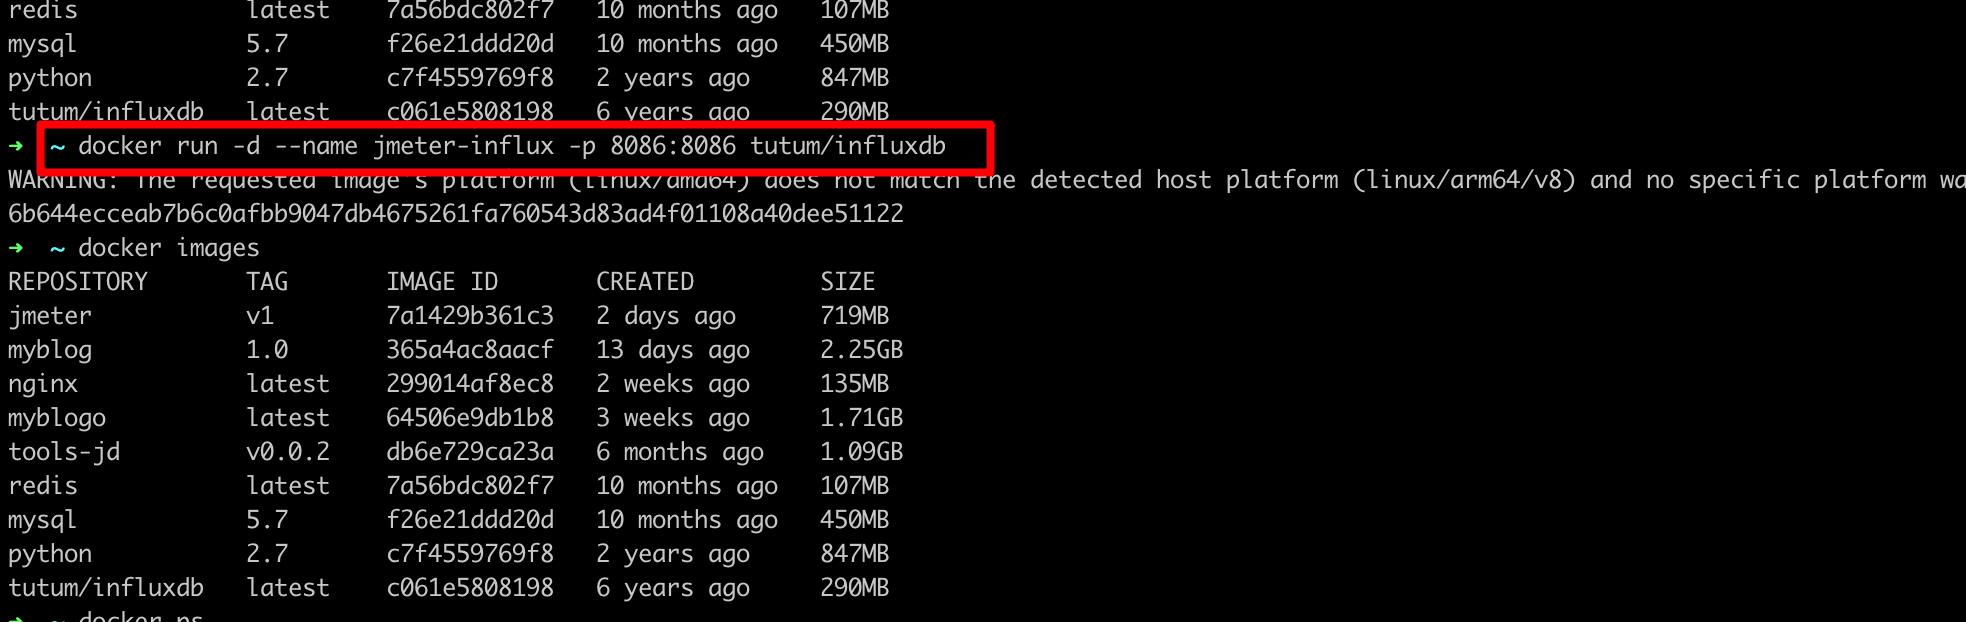 redis latest 7a56bdc802f7 10 months ago 107MB
mysql 5.7 f26e21ddd20d 10 months ago 450MB
python 2.7 c7f4559769f8 2 years ago 847MB
tutum/influxdb latest c061e5808198 6 years ago 290MB
➜ ~ docker run -d --name jmeter-influx -p 8086:8086 tutum/influxdb
WARNING: The requested image's platform (linux/amd64) does not match the detected host platform (linux/arm64/v8) and no specific platform wa
6b644ecceab7b6c0afbb9047db4675261fa760543d83ad4f01108a40dee51122
➜ ~ docker images
REPOSITORY TAG IMAGE ID CREATED SIZE
jmeter v1 7a1429b361c3 2 days ago 719MB
myblog 1.0 365a4ac8aacf 13 days ago 2.25GB
nginx latest 299014af8ec8 2 weeks ago 135MB
myblogo latest 64506e9db1b8 3 weeks ago 1.71GB
tools-jd v0.0.2 db6e729ca23a 6 months ago 1.09GB
redis latest 7a56bdc802f7 10 months ago 107MB
mysql 5.7 f26e21ddd20d 10 months ago 450MB
python 2.7 c7f4559769f8 2 years ago 847MB
tutum/influxdb latest c061e5808198 6 years ago 290MB
➜ ~ docker ps